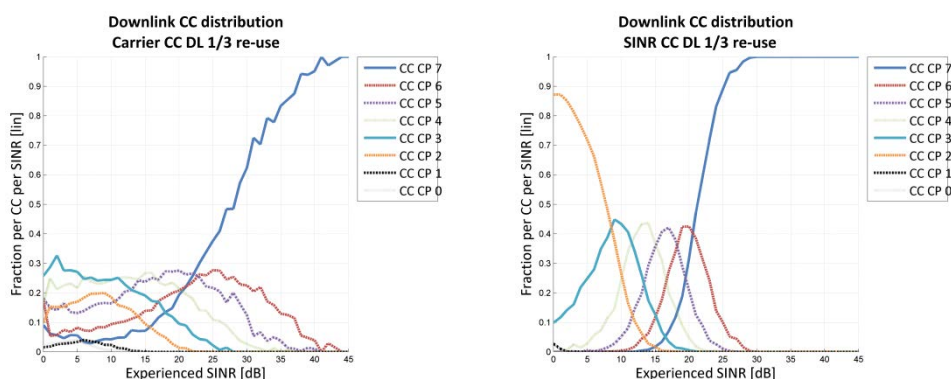 Downlink CC distribution
Carrier CC DL 1/3 re-use
Fraction per CC per SINR [lin]
1
0.9
0.8
0.7
0.6
0.5
0.4
0.3
0.2
0.1
0
0 5 10 15 20 25 30 35 40 45
Experienced SINR [dB]
CC CP 7
CC CP 6
CC CP 5
CC CP 4
CC CP 3
CC CP 2
CC CP 1
CC CP 0
Downlink CC distribution
SINR CC DL 1/3 re-use
Fraction per CC per SINR [lin]
1
0.9
0.8
0.7
0.6
0.5
0.4
0.3
0.2
0.1
0
0 5 10 15 20 25 30 35 40 45
Experienced SINR [dB]
CC CP 7
CC CP 6
CC CP 5
CC CP 4
CC CP 3
CC CP 2
CC CP 1
CC CP 0